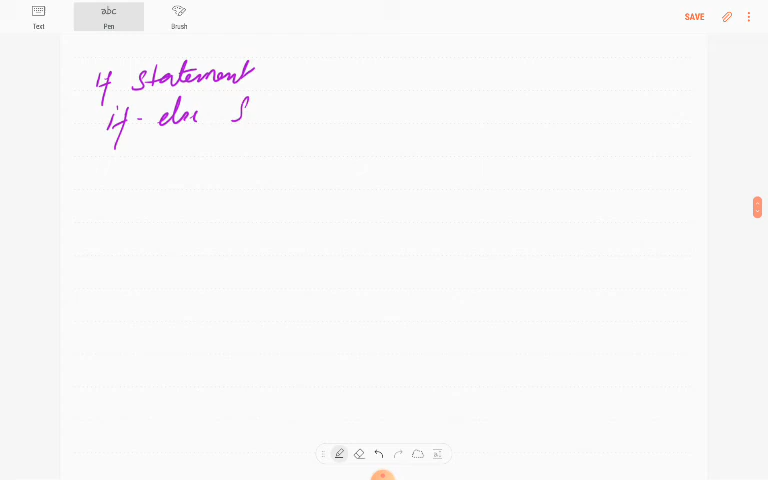 Text
abc
Pen
Brush
SAVE
If statement
if - else S